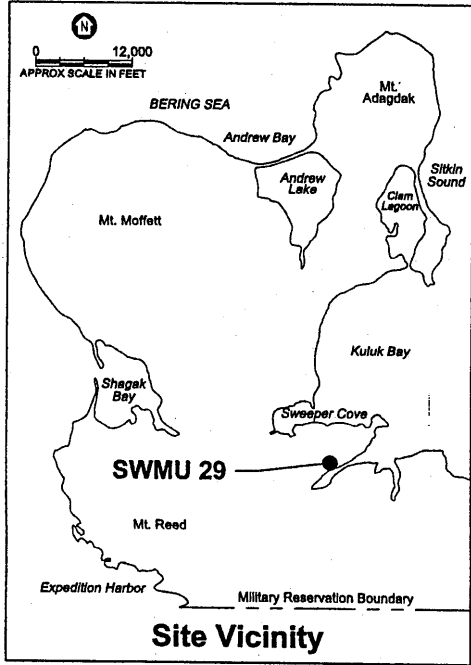 N
0 12,000
APPROX SCALE IN FEET
Mt.
Adagdak
BERING SEA
Andrew Bay
Sitkin
Sound
Andrew
Lake
Clam
Lagoon
Mt. Moffett
Kuluk Bay
Shagak
Bay
Sweeper Cove
SWMU 29
Mt. Reed
Expedition Harbor
Military Reservation Boundary
Site Vicinity